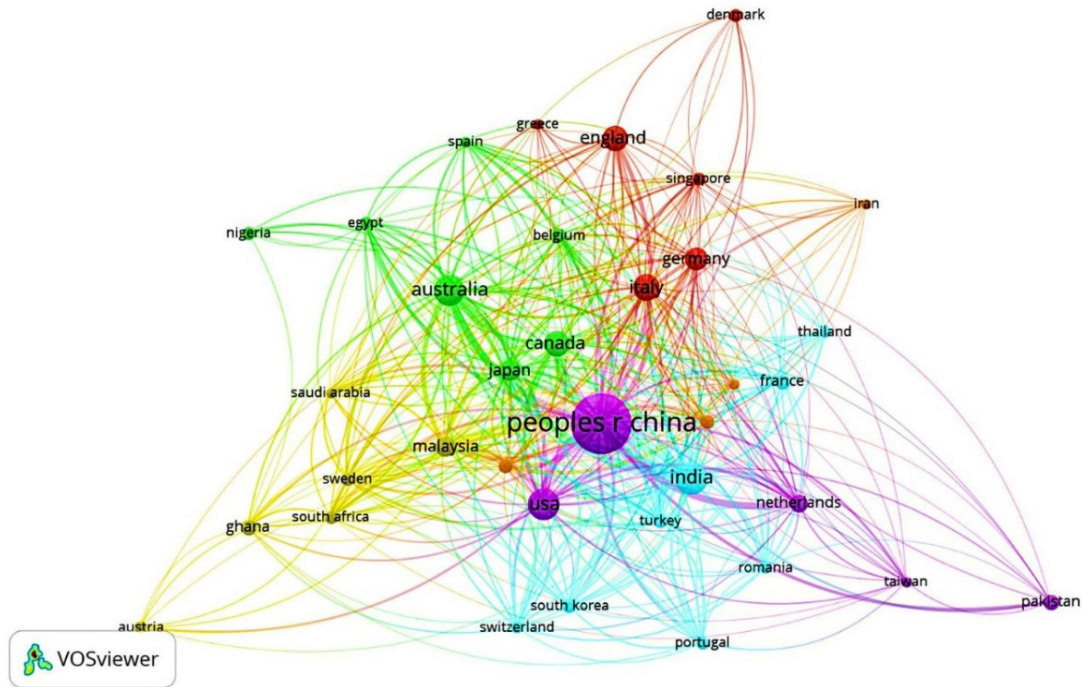 denmark
greece
england
spain
singapore
iran
nigeria
egypt
belgium
germany
australia
italy
thailand
canada
japan
france
saudi arabia
peoples r china
malaysia
sweden
india
usa
netherlands
south africa
ghana
turkey
romania
taiwan
pakistan
south korea
switzerland
austria
portugal
VOSviewer